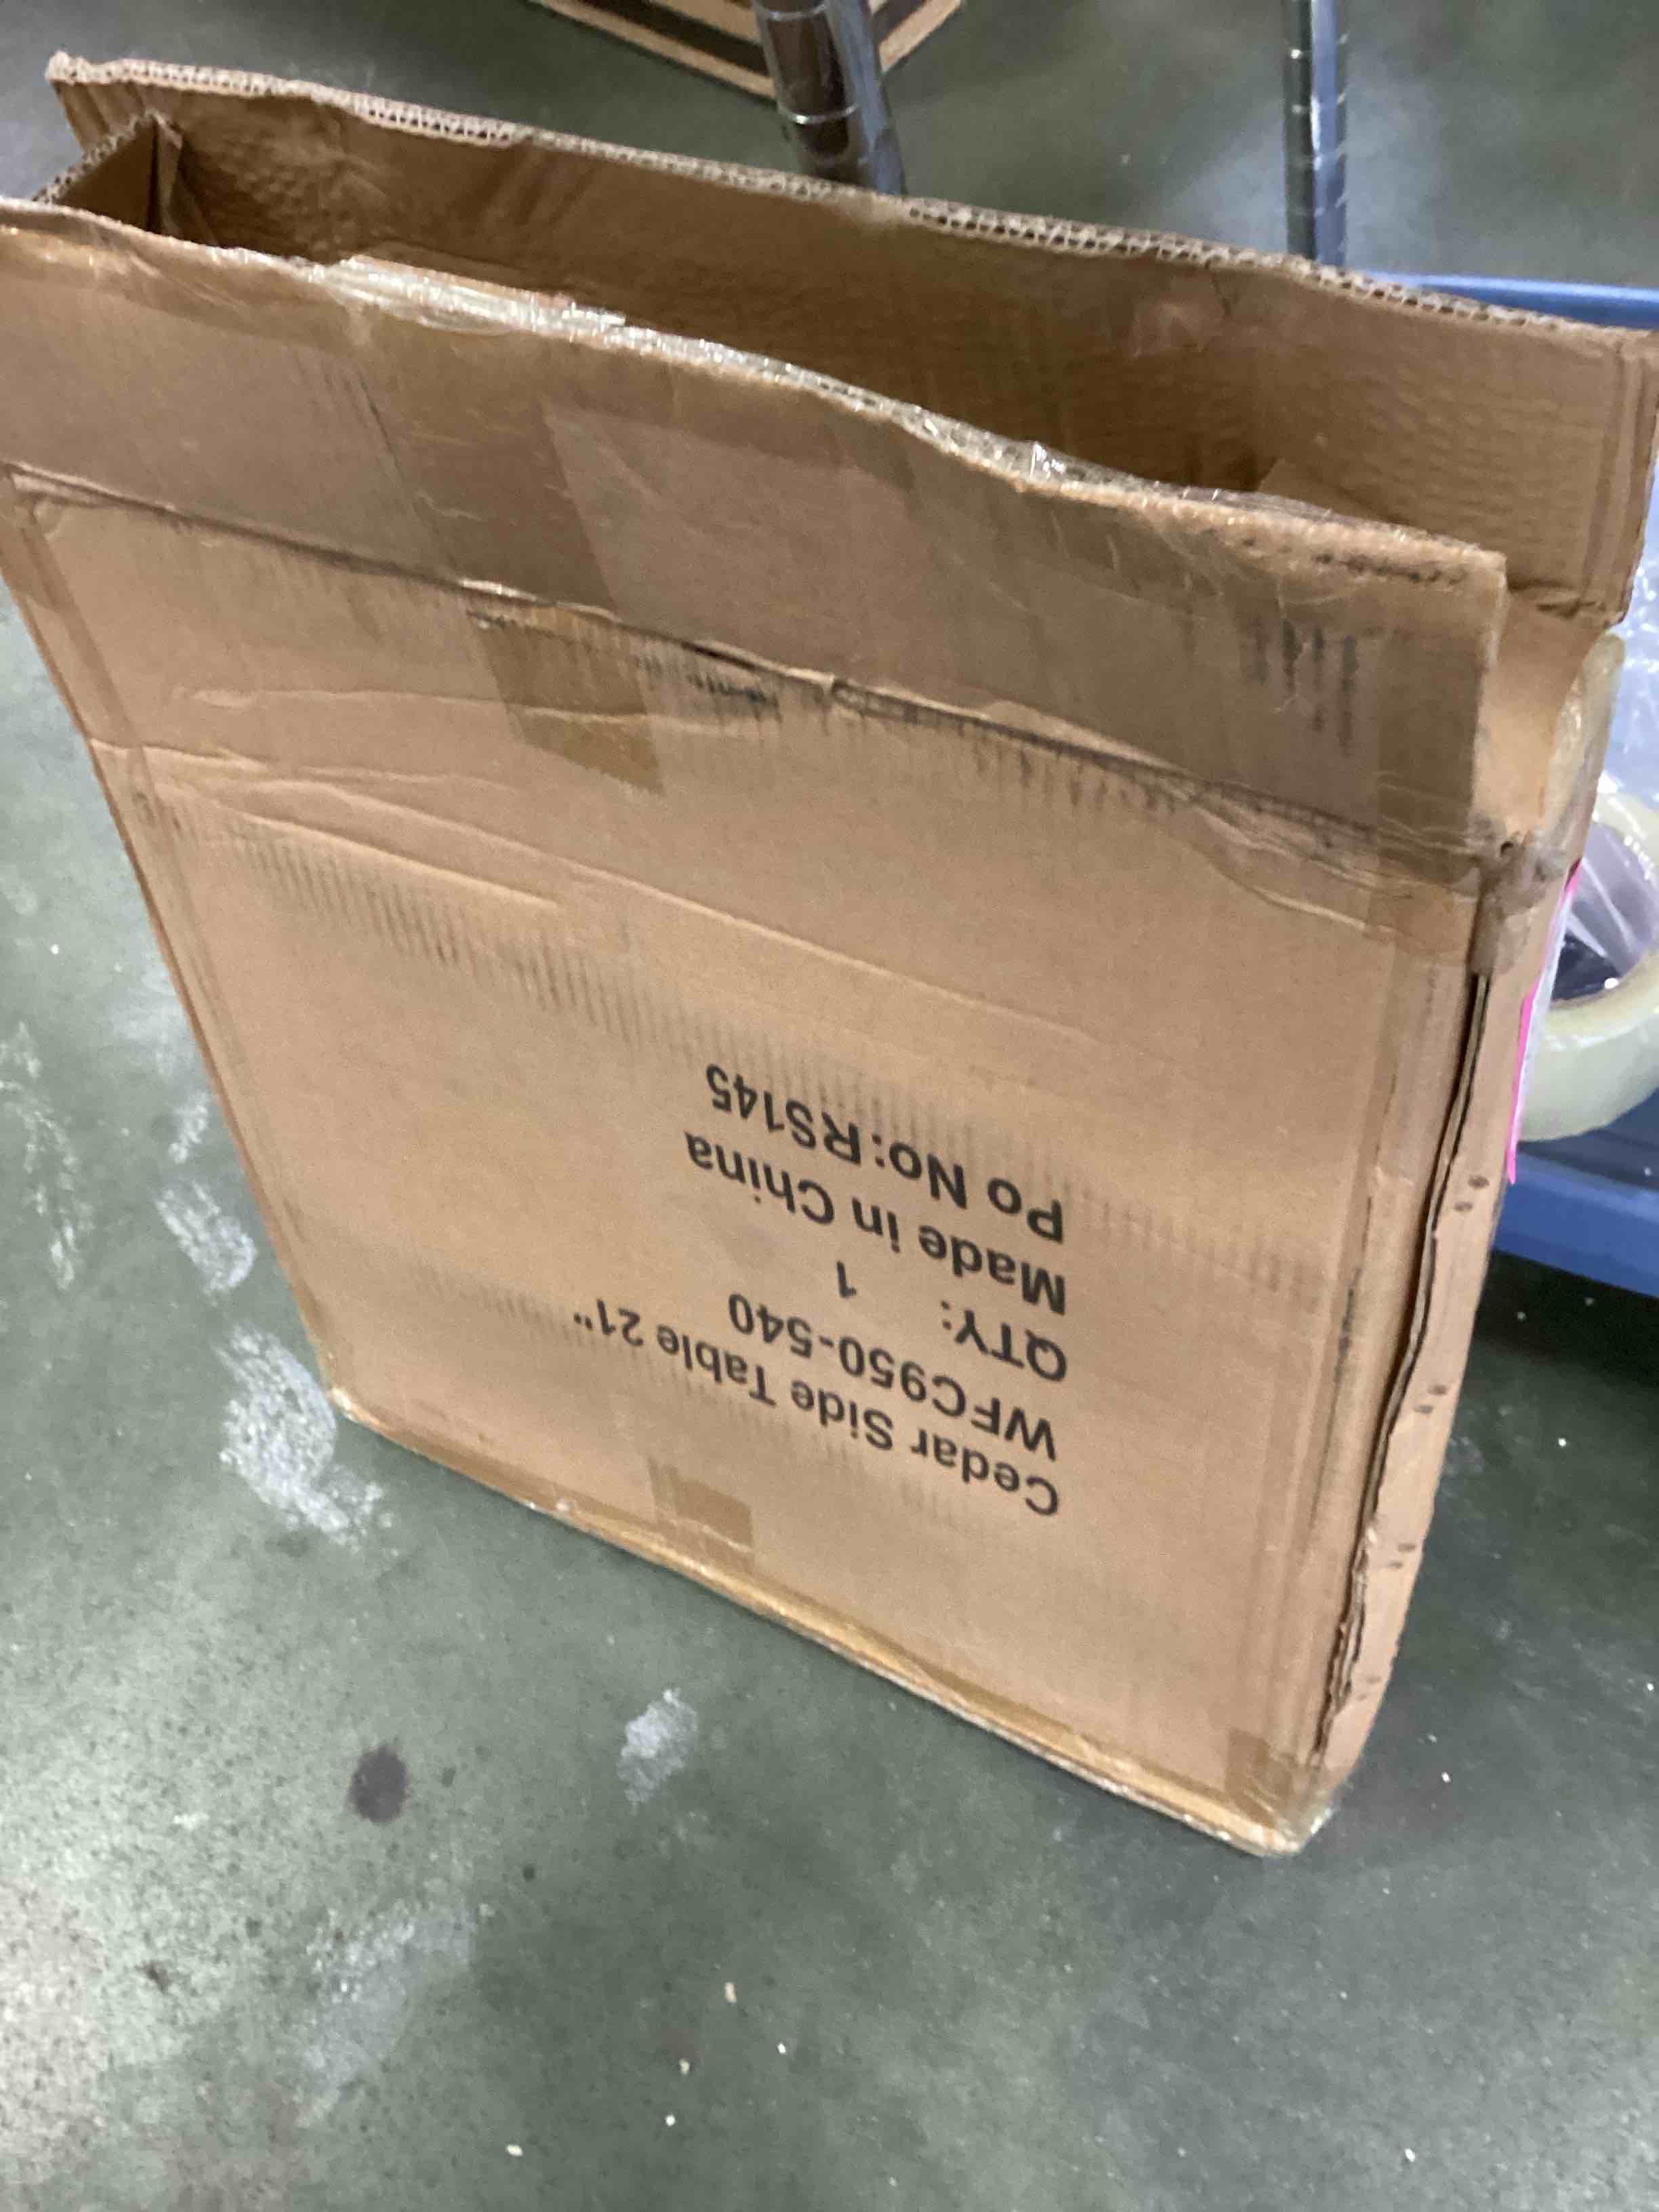 Cedar Side Table 21"
WFC950-540
QTY: 1
Made in China
Po No:RS145